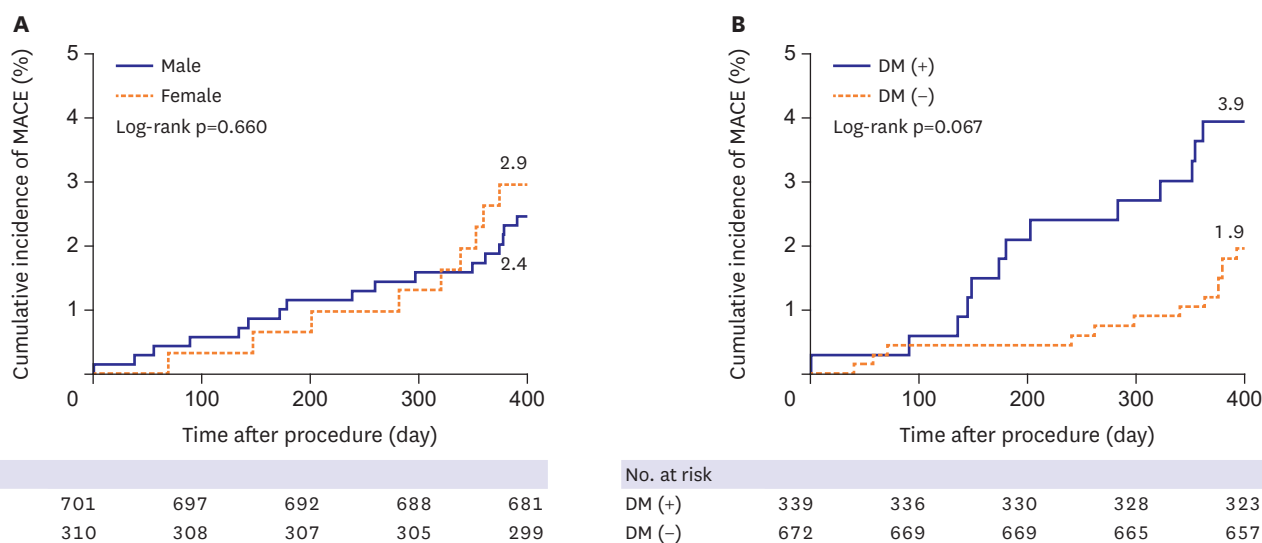 A
Cumulative incidence of MACE (%)
5
4
3
2
1
0
Male
Female
Log-rank p=0.660
2.9
2.4
100
200
300
400
Time after procedure (day)
701 697 692 688 681
310 308 307 305 299
B
Cumulative incidence of MACE (%)
5
4
3
2
1
0
DM (+)
DM (−)
Log-rank p=0.067
3.9
1.9
100
200
300
400
Time after procedure (day)
No. at risk
DM (+) 339 336 330 328 323
DM (−) 672 669 669 665 657